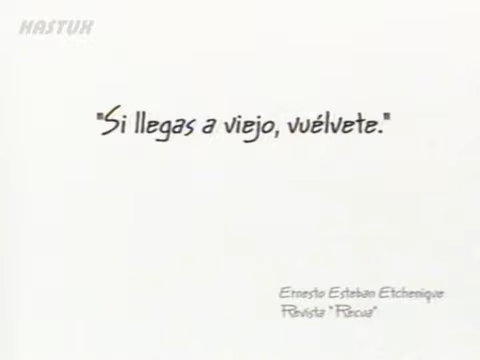 HASTUX
"Si llegas a viejo, vuélvete."
Ernesto Esteban Etchenique
Revista "Recua"